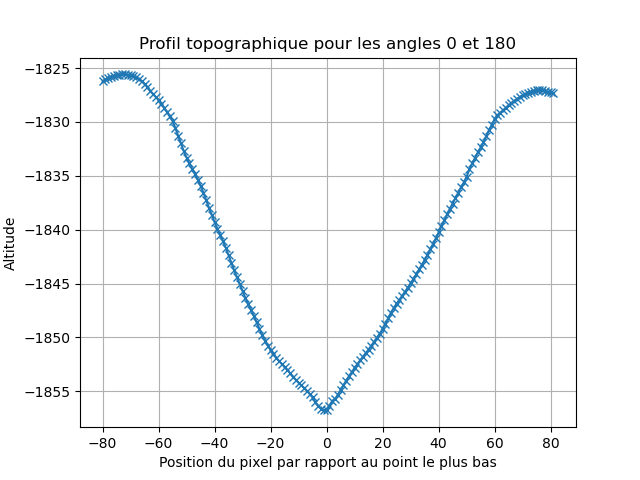 Profil topographique pour les angles 0 et 180
−1825
−1830
−1835
−1840
−1845
−1850
−1855
Altitude
−80 −60 −40 −20 0 20 40 60 80
Position du pixel par rapport au point le plus bas